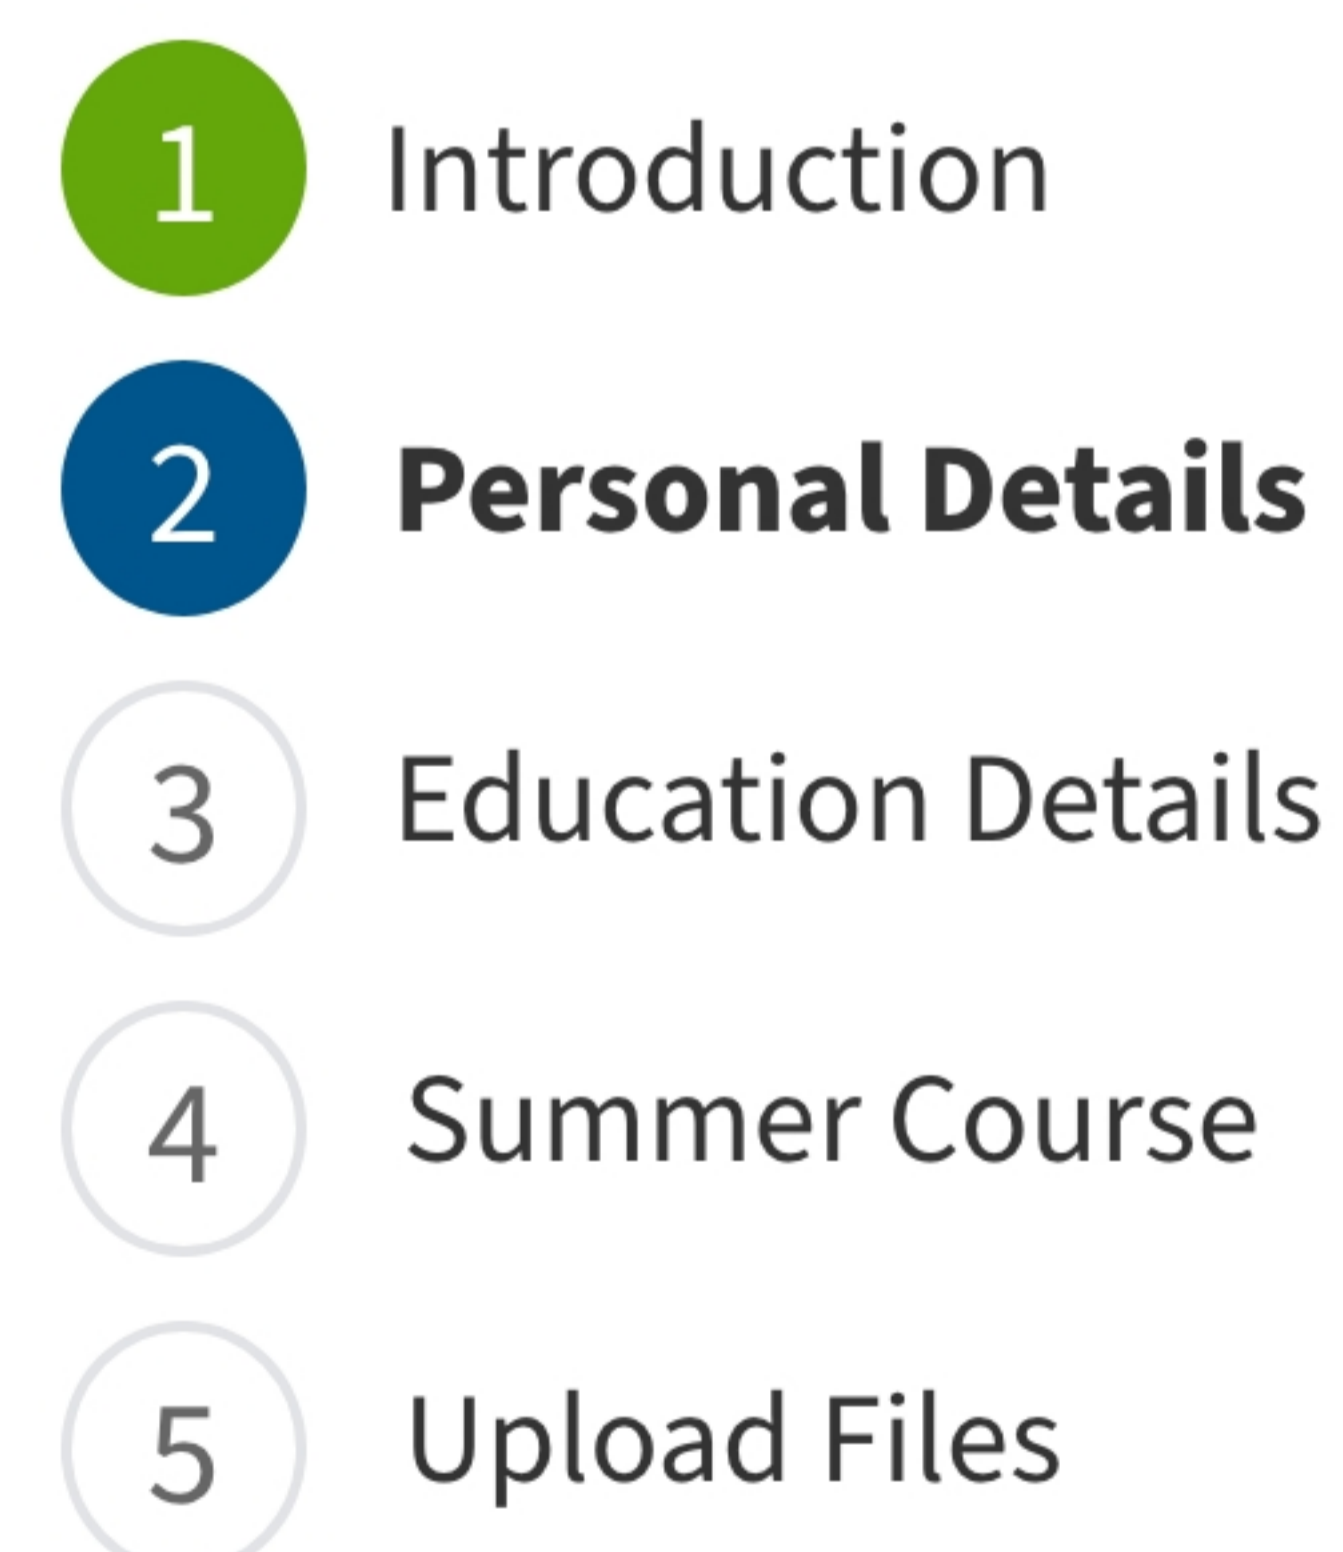 1 Introduction
2 Personal Details
3 Education Details
4 Summer Course
5 Upload Files